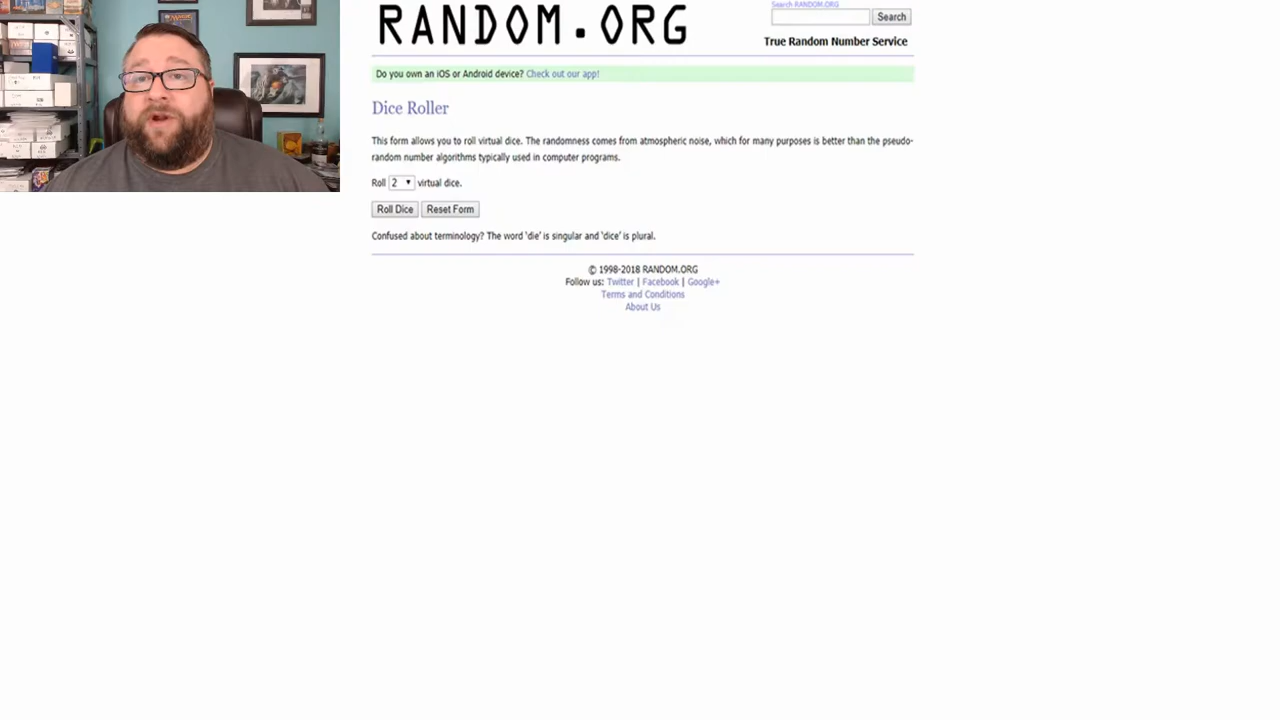 RANDOM.ORG
Search RANDOM.ORG
Search
True Random Number Service
Do you own an iOS or Android device? Check out our app!
Dice Roller
This form allows you to roll virtual dice. The randomness comes from atmospheric noise, which for many purposes is better than the pseudo-
random number algorithms typically used in computer programs.
Roll 2 virtual dice.
Roll Dice Reset Form
Confused about terminology? The word 'die' is singular and 'dice' is plural.
© 1998-2018 RANDOM.ORG
Follow us: Twitter | Facebook | Google+
Terms and Conditions
About Us